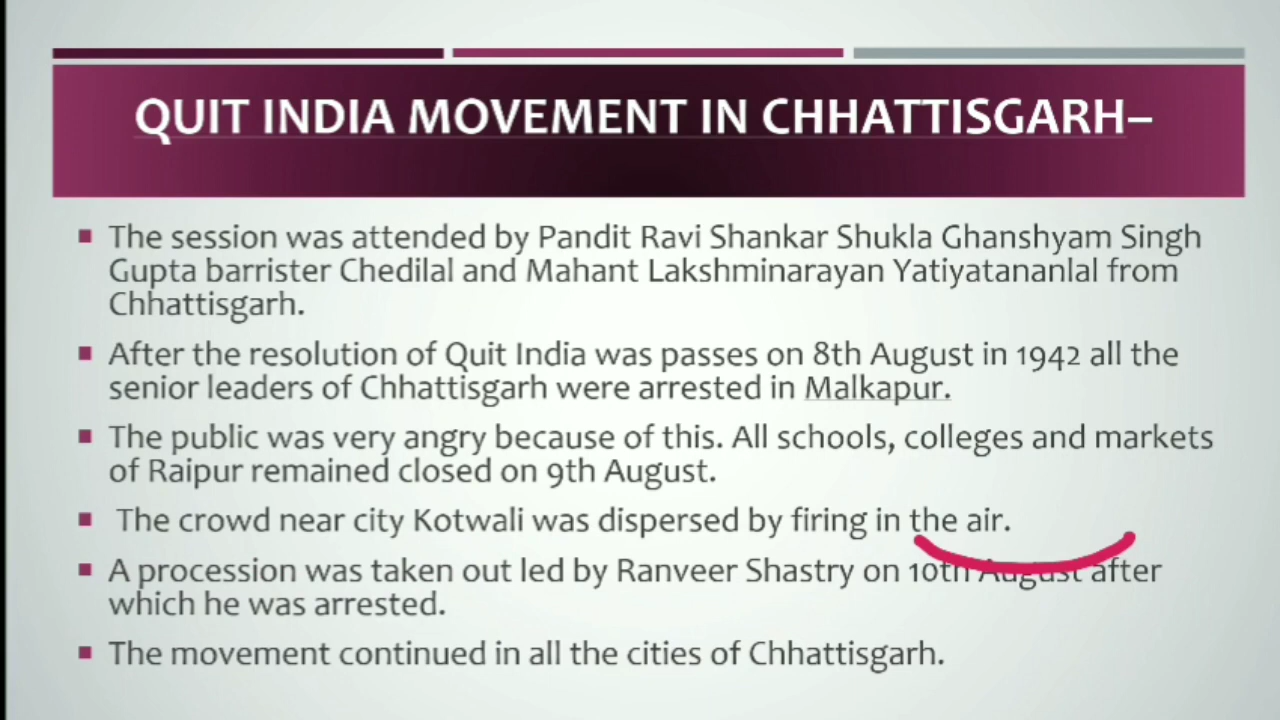 QUIT INDIA MOVEMENT IN CHHATTISGARH–
The session was attended by Pandit Ravi Shankar Shukla Ghanshyam Singh
Gupta barrister Chedilal and Mahant Lakshminarayan Yatiyatananlal from
Chhattisgarh.
After the resolution of Quit India was passes on 8th August in 1942 all the
senior leaders of Chhattisgarh were arrested in Malkapur.
The public was very angry because of this. All schools, colleges and markets
of Raipur remained closed on 9th August.
The crowd near city Kotwali was dispersed by firing in the air.
A procession was taken out led by Ranveer Shastry on 10th August after
which he was arrested.
The movement continued in all the cities of Chhattisgarh.